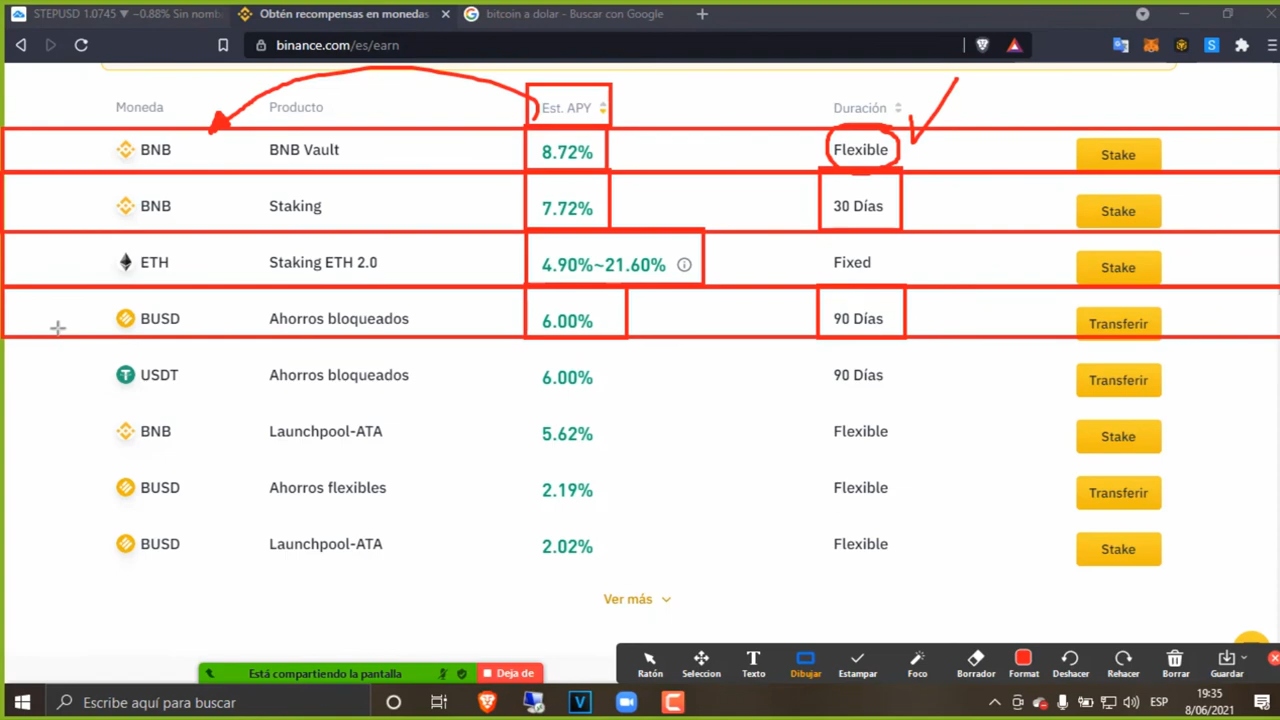 STEPUSD 1.0745 ▼ −0.88% Sin nomb
Obtén recompensas en monedas
bitcoin a dolar - Buscar con Google
binance.com/es/earn
Moneda Producto Est. APY Duración
BNB BNB Vault 8.72% Flexible Stake
BNB Staking 7.72% 30 Días Stake
ETH Staking ETH 2.0 4.90%~21.60% Fixed Stake
BUSD Ahorros bloqueados 6.00% 90 Días Transferir
USDT Ahorros bloqueados 6.00% 90 Días Transferir
BNB Launchpool-ATA 5.62% Flexible Stake
BUSD Ahorros flexibles 2.19% Flexible Transferir
BUSD Launchpool-ATA 2.02% Flexible Stake
Ver más
Está compartiendo la pantalla Deja de
Ratón Selección Texto Dibujar Estampar Foco Borrador Format Deshacer Rehacer Borrar Guardar
Escribe aquí para buscar
ESP
19:35
8/06/2021